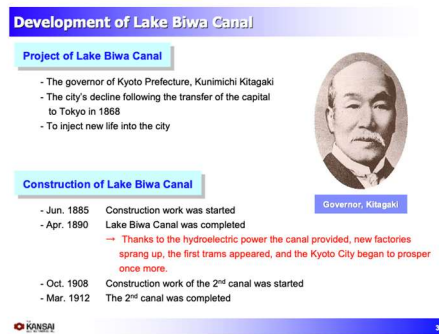 Development of Lake Biwa Canal
Project of Lake Biwa Canal
- The governor of Kyoto Prefecture, Kunimichi Kitagaki
- The city's decline following the transfer of the capital
to Tokyo in 1868
- To inject new life into the city
Governor, Kitagaki
Construction of Lake Biwa Canal
- Jun. 1885 Construction work was started
- Apr. 1890 Lake Biwa Canal was completed
→ Thanks to the hydroelectric power the canal provided, new factories
sprang up, the first trams appeared, and the Kyoto City began to prosper
once more.
- Oct. 1908 Construction work of the 2nd canal was started
- Mar. 1912 The 2nd canal was completed
KANSAI
3